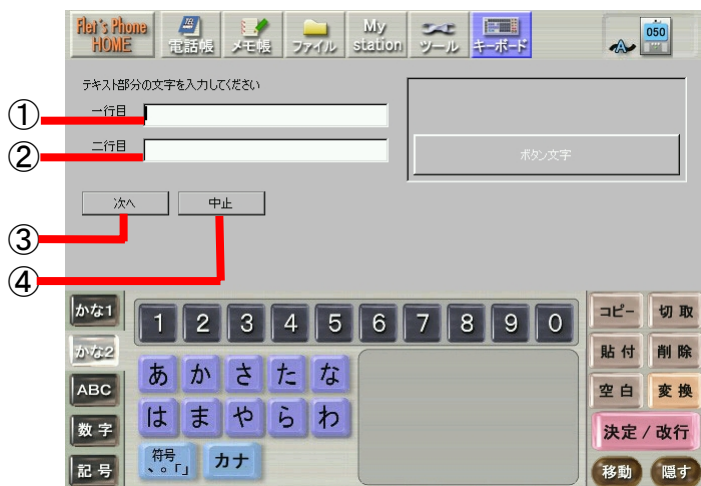 Flet's Phone HOME 電話帳 メモ帳 ファイル My station ツール キーボード 050
テキスト部分の文字を入力してください
① 一行目
② 二行目
ボタン文字
次へ 中止
③
④
かな1 1 2 3 4 5 6 7 8 9 0 コピー 切取
かな2 あ か さ た な 貼付 削除
ABC は ま や ら わ 空白 変換
数字 符号 、。「」 カナ 決定 / 改行
記号 移動 隠す